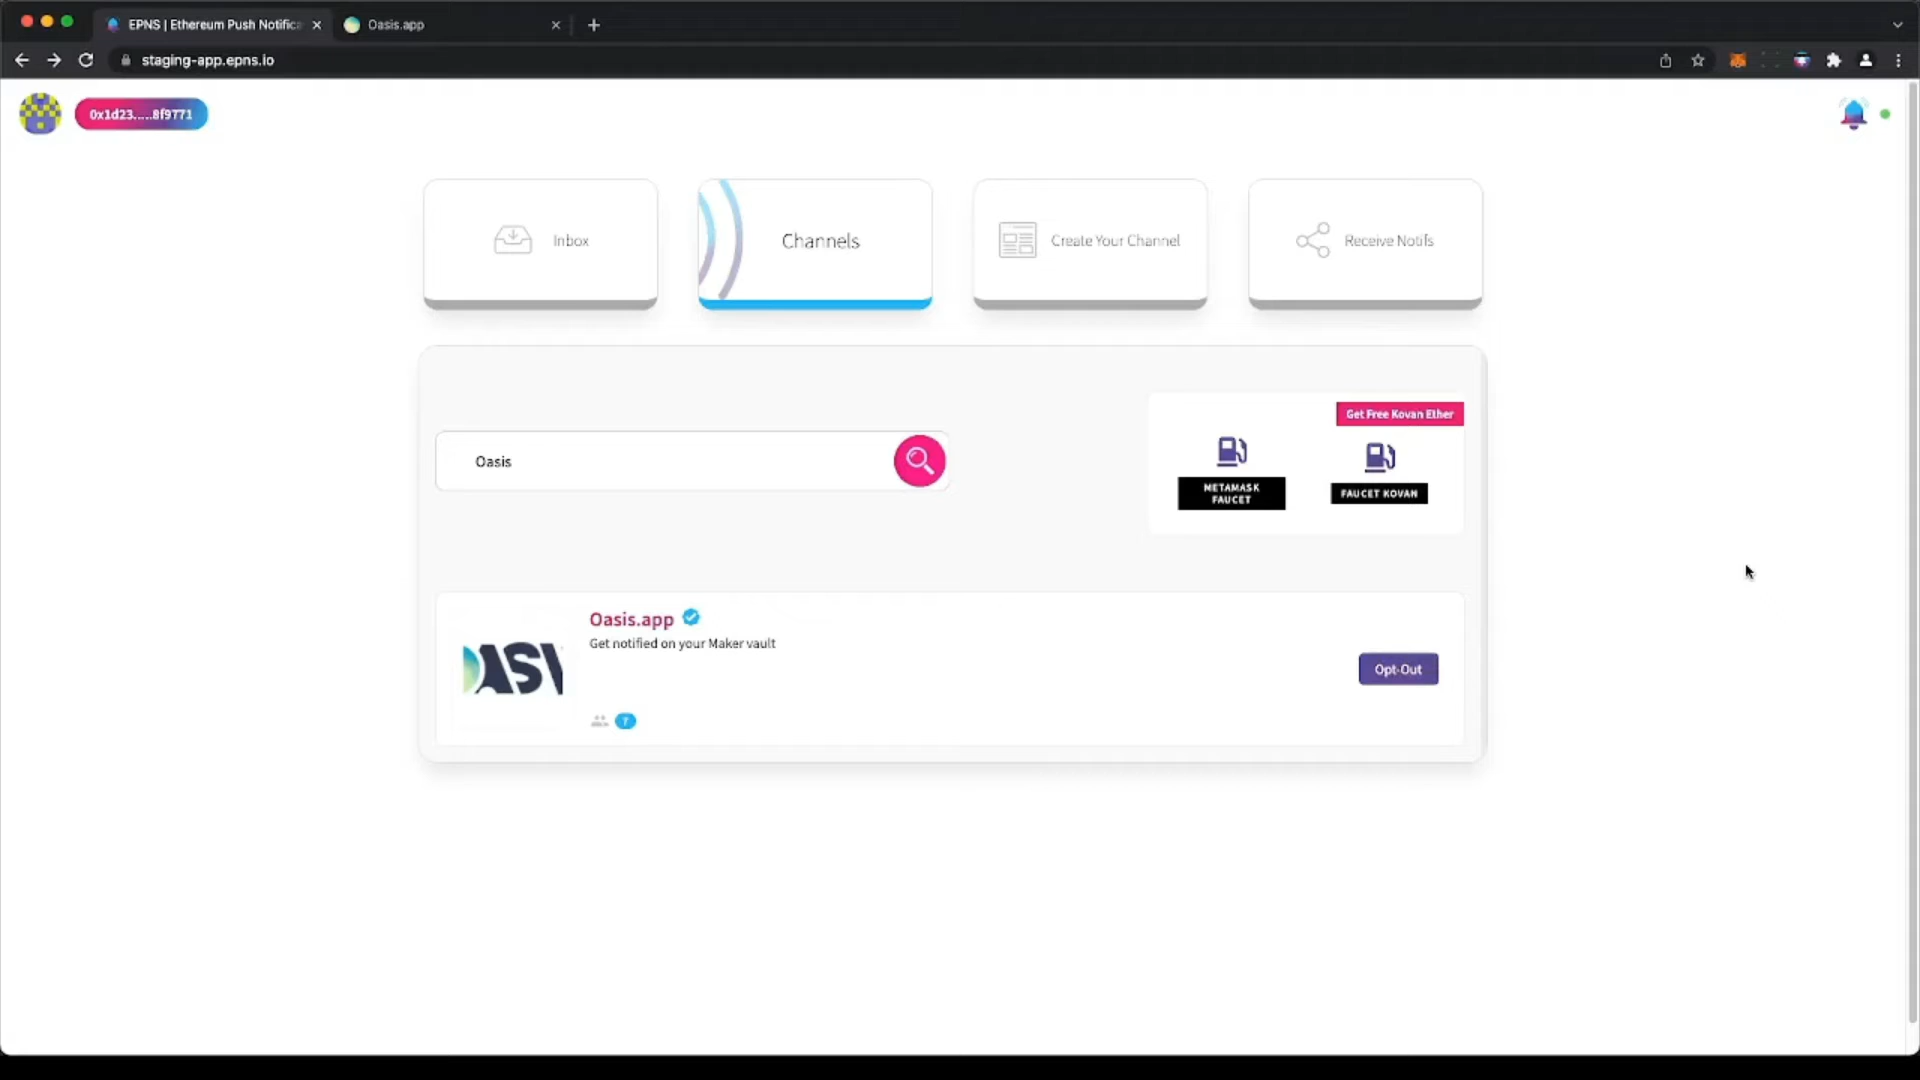 EPNS | Ethereum Push Notifica
Oasis.app
staging-app.epns.io
0x1d23.....8f9771
Inbox
Channels
Create Your Channel
Receive Notifs
Oasis
Get Free Kovan Ether
METAMASK
FAUCET
FAUCET KOVAN
Oasis.app
Get notified on your Maker vault
Opt-Out
7